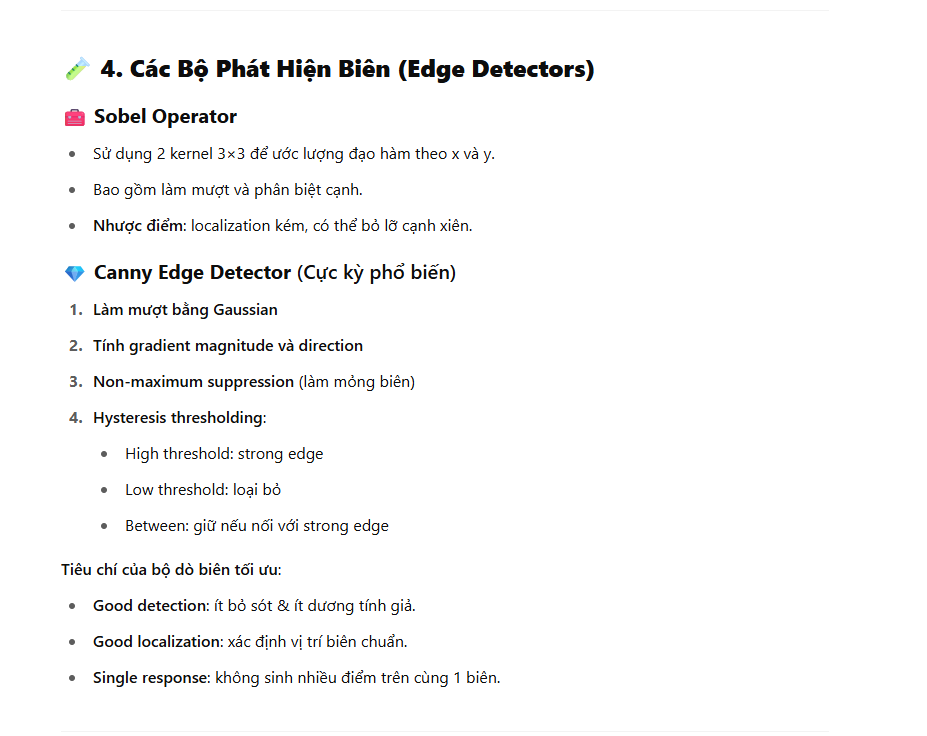 🧪 4. Các Bộ Phát Hiện Biên (Edge Detectors)
🧰 Sobel Operator
• Sử dụng 2 kernel 3×3 để ước lượng đạo hàm theo x và y.
• Bao gồm làm mượt và phân biệt cạnh.
• Nhược điểm: localization kém, có thể bỏ lỡ cạnh xiên.
💎 Canny Edge Detector (Cực kỳ phổ biến)
1. Làm mượt bằng Gaussian
2. Tính gradient magnitude và direction
3. Non-maximum suppression (làm mỏng biên)
4. Hysteresis thresholding:
• High threshold: strong edge
• Low threshold: loại bỏ
• Between: giữ nếu nối với strong edge
Tiêu chí của bộ dò biên tối ưu:
• Good detection: ít bỏ sót & ít dương tính giả.
• Good localization: xác định vị trí biên chuẩn.
• Single response: không sinh nhiều điểm trên cùng 1 biên.